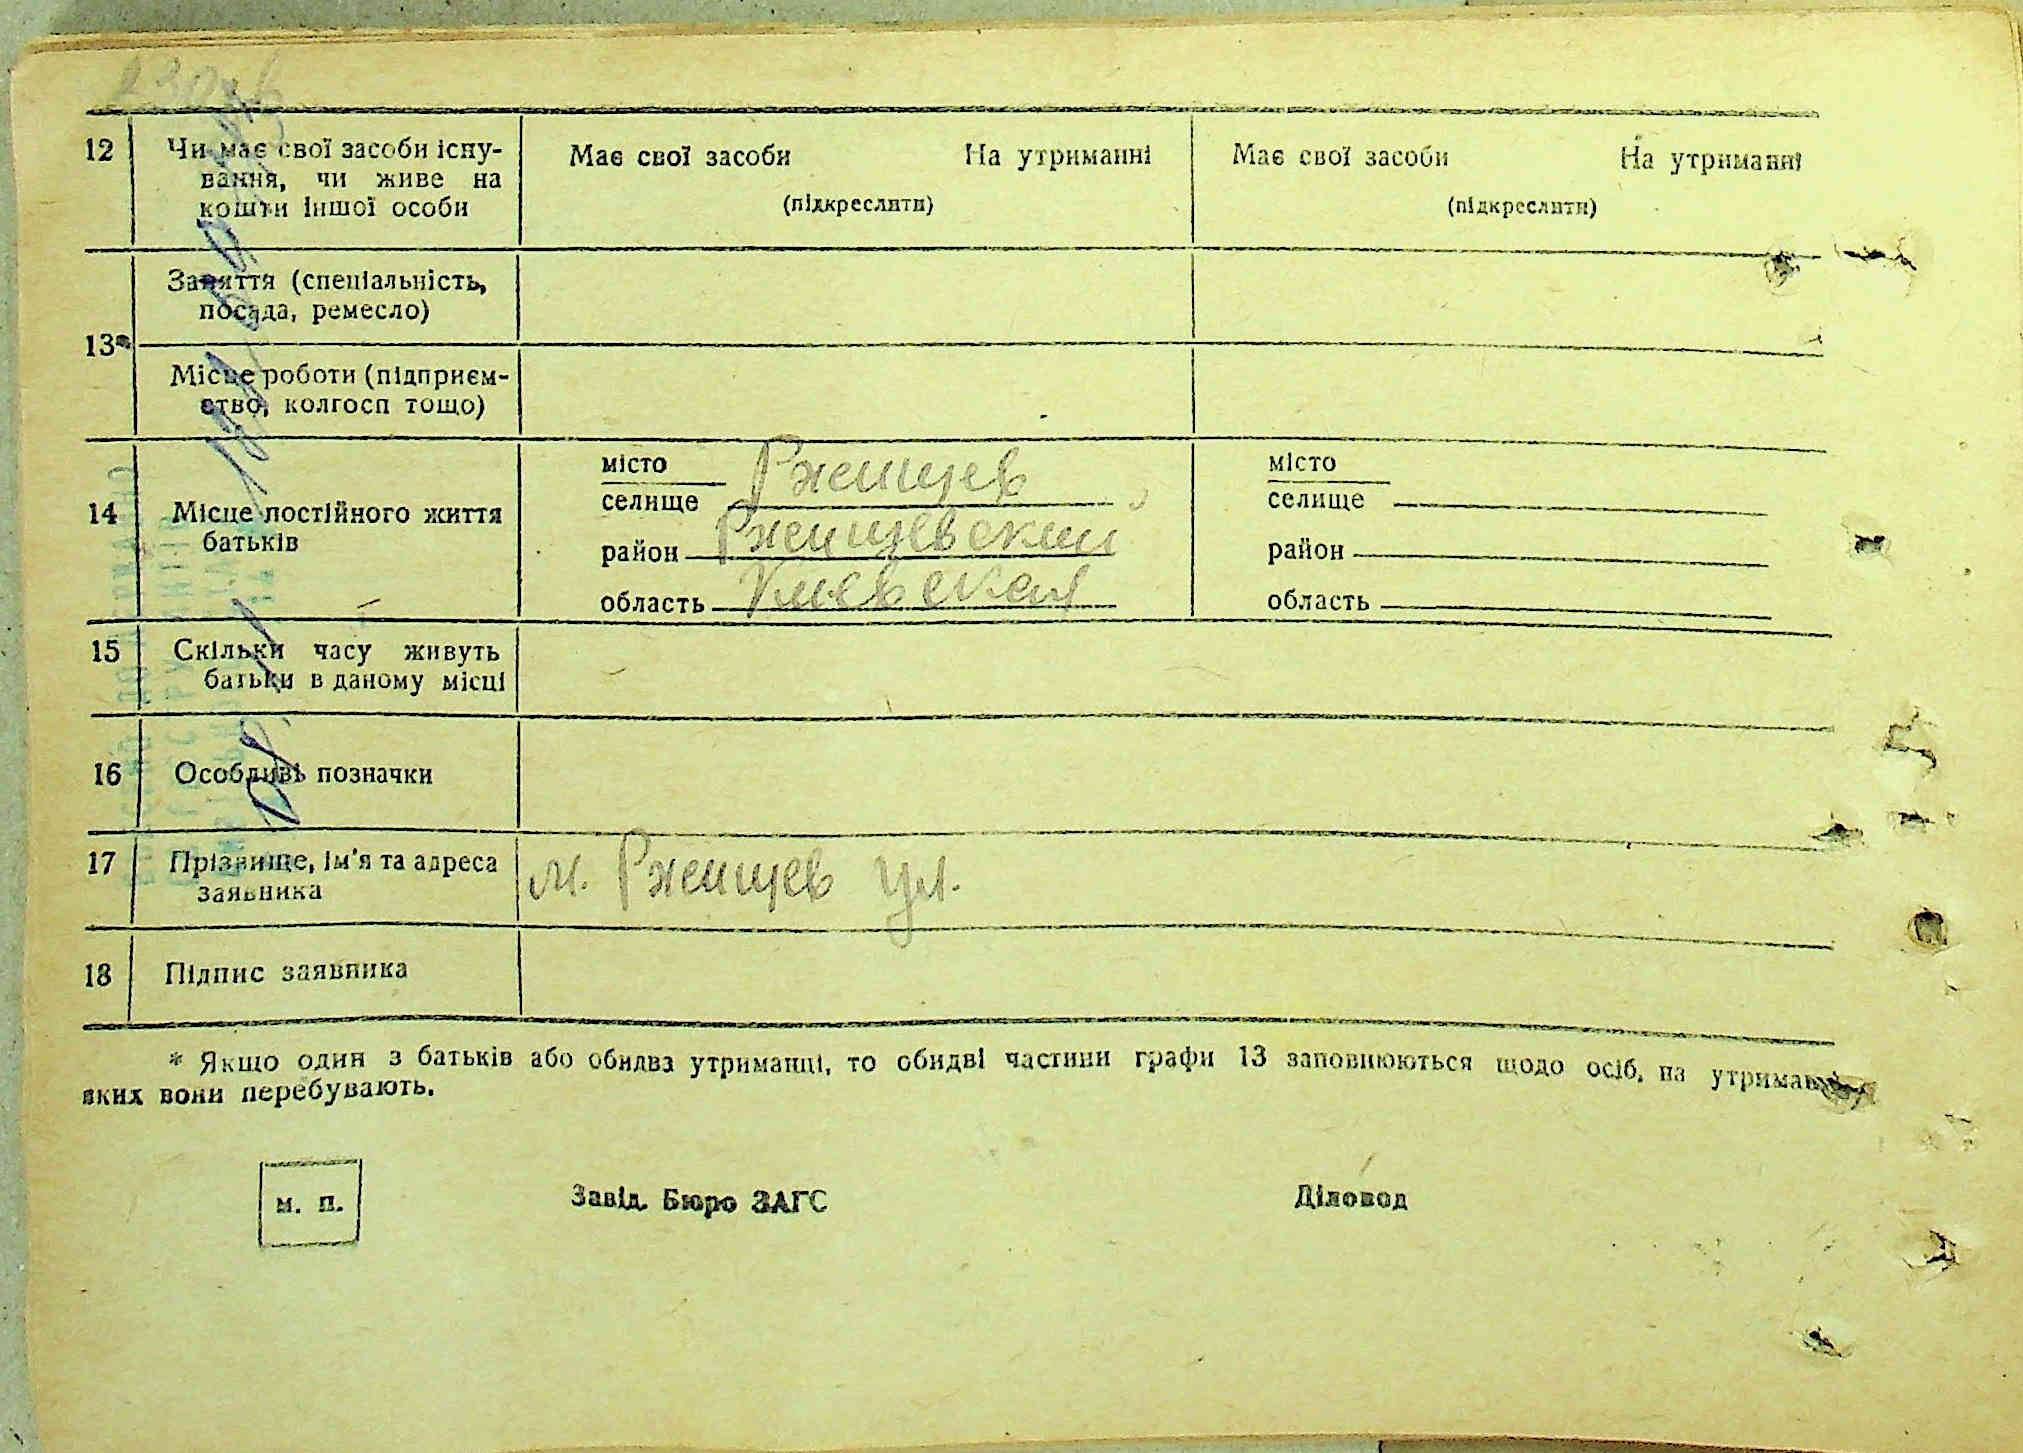 12
Чи має свої засоби існу-
вання, чи живе на
кошти іншої особи
Має свої засоби На утриманні
(підкреслити)
Має свої засоби На утриманні
(підкреслити)
13*
Заняття (спеціальність,
посада, ремесло)
Місце роботи (підприєм-
ство, колгосп тощо)
14
Місце постійного життя
батьків
місто
селище Ржищев
район Ржищевский
область Киевская
місто
селище
район
область
15
Скільки часу живуть
батьки в даному місці
16
Особливі позначки
17
Прізвище, ім'я та адреса
заявника
м. Ржищев ул.
18
Підпис заявника
* Якщо один з батьків або обидва утриманці, то обидві частини графи 13 заповнюються щодо осіб, на
яких вони перебувають.
м. п.
Завід. Бюро ЗАГС
Діловод